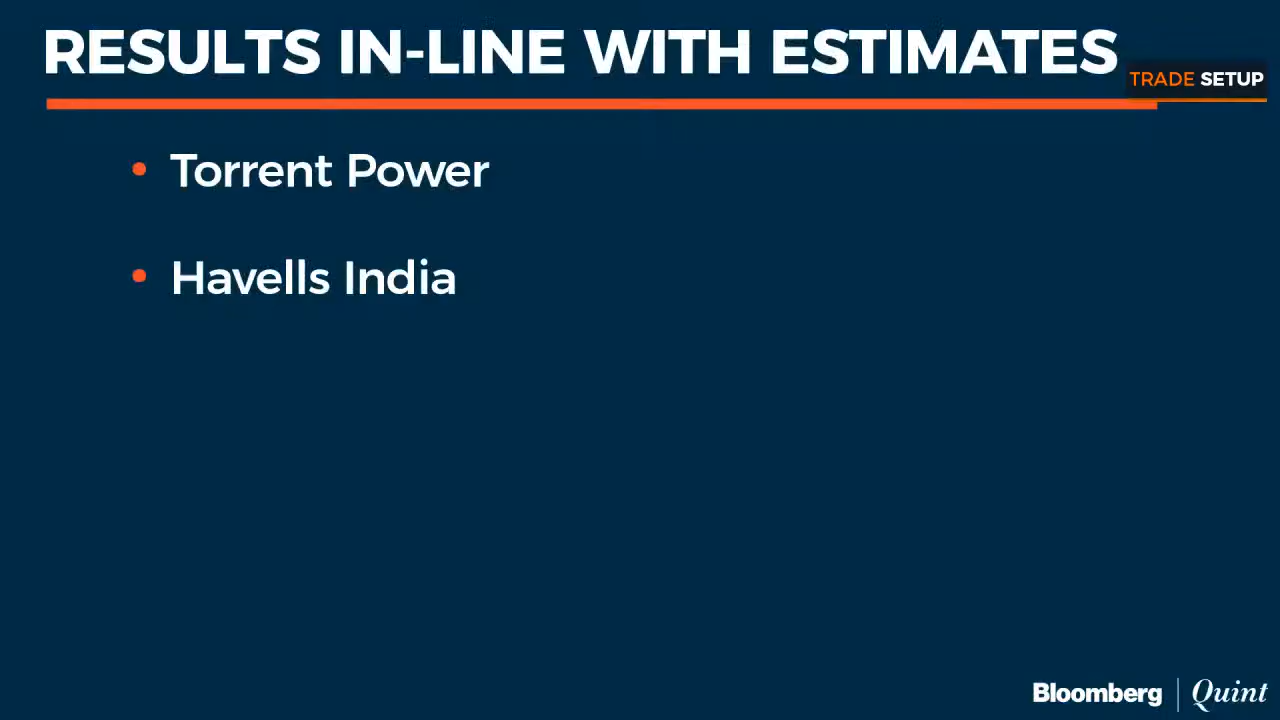 RESULTS IN-LINE WITH ESTIMATES
TRADE SETUP
• Torrent Power
• Havells India
Bloomberg | Quint